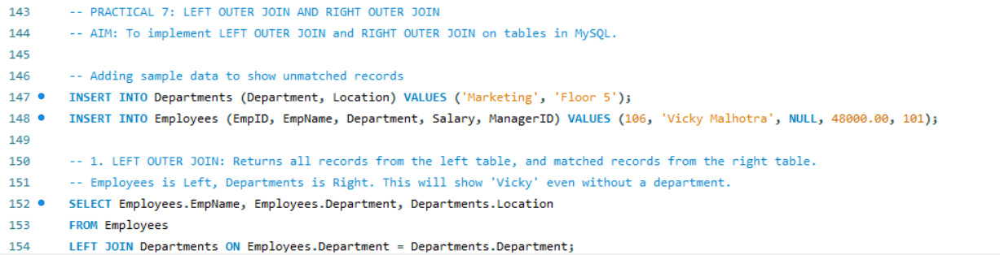 143 -- PRACTICAL 7: LEFT OUTER JOIN AND RIGHT OUTER JOIN
144 -- AIM: To implement LEFT OUTER JOIN and RIGHT OUTER JOIN on tables in MySQL.
145
146 -- Adding sample data to show unmatched records
147 INSERT INTO Departments (Department, Location) VALUES ('Marketing', 'Floor 5');
148 INSERT INTO Employees (EmpID, EmpName, Department, Salary, ManagerID) VALUES (106, 'Vicky Malhotra', NULL, 48000.00, 101);
149
150 -- 1. LEFT OUTER JOIN: Returns all records from the left table, and matched records from the right table.
151 -- Employees is Left, Departments is Right. This will show 'Vicky' even without a department.
152 SELECT Employees.EmpName, Employees.Department, Departments.Location
153 FROM Employees
154 LEFT JOIN Departments ON Employees.Department = Departments.Department;